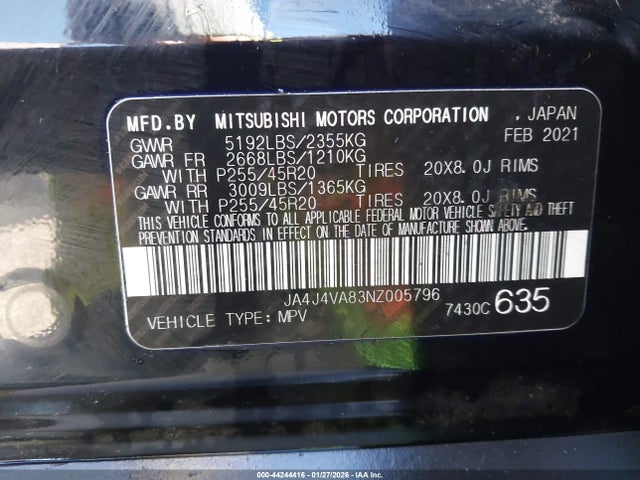 MFD.BY MITSUBISHI MOTORS CORPORATION , JAPAN
GVWR 5192LBS/2355KG FEB 2021
GAWR FR 2668LBS/1210KG
WITH P255/45R20 TIRES 20X8.0J RIMS
GAWR RR 3009LBS/1365KG
WITH P255/45R20 TIRES 20X8.0J RIMS
THIS VEHICLE CONFORMS TO ALL APPLICABLE FEDERAL MOTOR VEHICLE SAFETY AND THEFT
PREVENTION STANDARDS IN EFFECT ON THE DATE OF MANUFACTURE SHOWN ABOVE.
JA4J4VA83NZ005796
VEHICLE TYPE: MPV 7430C 635
000-44244416 | 01/27/2026 - IAA Inc.